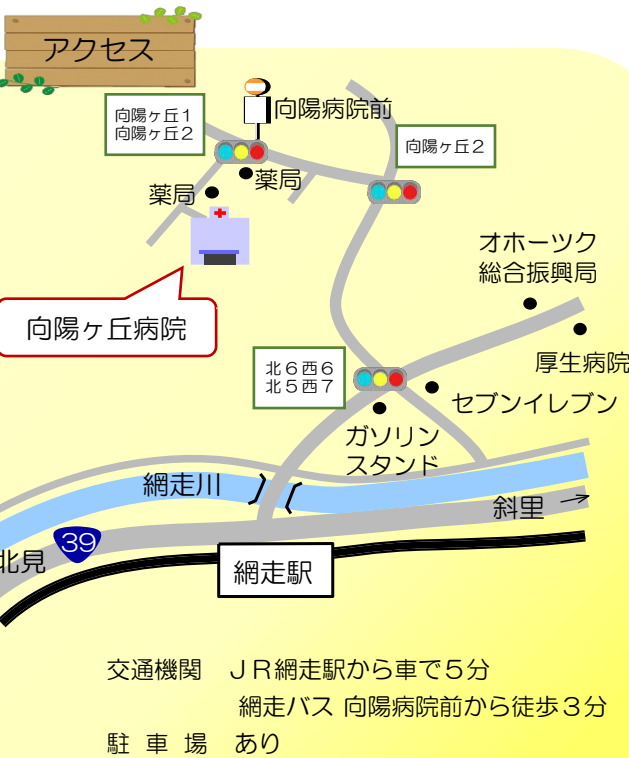 アクセス
向陽ヶ丘1
向陽ヶ丘2
向陽病院前
向陽ヶ丘2
薬局
薬局
オホーツク
総合振興局
向陽ヶ丘病院
厚生病院
北6西6
北5西7
セブンイレブン
ガソリン
スタンド
網走川
斜里
39
北見
網走駅
交通機関 JR網走駅から車で5分
網走バス 向陽病院前から徒歩3分
駐車場 あり